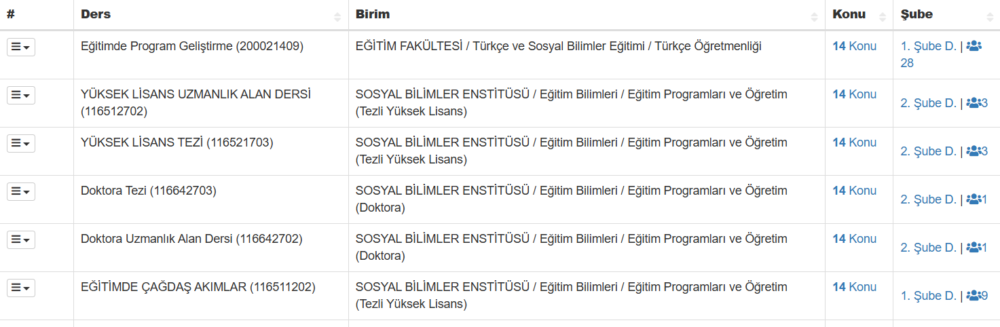 # Ders Birim Konu Şube
Eğitimde Program Geliştirme (200021409) EĞİTİM FAKÜLTESİ / Türkçe ve Sosyal Bilimler Eğitimi / Türkçe Öğretmenliği 14 Konu 1. Şube D. |
28
YÜKSEK LİSANS UZMANLIK ALAN DERSİ
(116512702)
SOSYAL BİLİMLER ENSTİTÜSÜ / Eğitim Bilimleri / Eğitim Programları ve Öğretim
(Tezli Yüksek Lisans)
14 Konu
2. Şube D. | 3
YÜKSEK LİSANS TEZİ (116521703)
SOSYAL BİLİMLER ENSTİTÜSÜ / Eğitim Bilimleri / Eğitim Programları ve Öğretim
(Tezli Yüksek Lisans)
14 Konu
2. Şube D. | 3
Doktora Tezi (116642703)
SOSYAL BİLİMLER ENSTİTÜSÜ / Eğitim Bilimleri / Eğitim Programları ve Öğretim
(Doktora)
14 Konu
2. Şube D. | 1
Doktora Uzmanlık Alan Dersi (116642702)
SOSYAL BİLİMLER ENSTİTÜSÜ / Eğitim Bilimleri / Eğitim Programları ve Öğretim
(Doktora)
14 Konu
2. Şube D. | 1
EĞİTİMDE ÇAĞDAŞ AKIMLAR (116511202)
SOSYAL BİLİMLER ENSTİTÜSÜ / Eğitim Bilimleri / Eğitim Programları ve Öğretim
(Tezli Yüksek Lisans)
14 Konu
1. Şube D. | 9